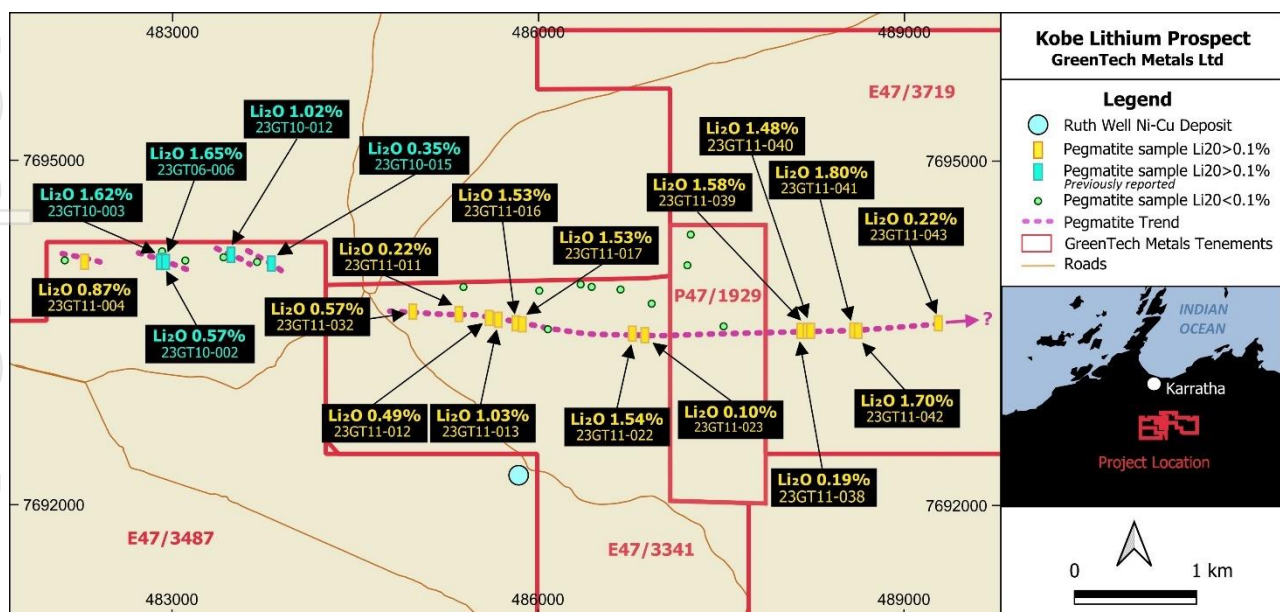 483000
486000
489000
7695000
7695000
7692000
7692000
483000
486000
489000
E47/3719
P47/1929
E47/3487
E47/3341
Li₂O 1.02%
23GT10-012
Li₂O 1.65%
23GT06-006
Li₂O 0.35%
23GT10-015
Li₂O 1.62%
23GT10-003
Li₂O 0.87%
23GT11-004
Li₂O 0.57%
23GT10-002
Li₂O 0.22%
23GT11-011
Li₂O 1.53%
23GT11-016
Li₂O 1.53%
23GT11-017
Li₂O 0.57%
23GT11-032
Li₂O 0.49%
23GT11-012
Li₂O 1.03%
23GT11-013
Li₂O 1.54%
23GT11-022
Li₂O 0.10%
23GT11-023
Li₂O 1.48%
23GT11-040
Li₂O 1.58%
23GT11-039
Li₂O 1.80%
23GT11-041
Li₂O 0.22%
23GT11-043
Li₂O 0.19%
23GT11-038
Li₂O 1.70%
23GT11-042
?
Kobe Lithium Prospect
GreenTech Metals Ltd
Legend
Ruth Well Ni-Cu Deposit
Pegmatite sample Li20>0.1%
Pegmatite sample Li20>0.1%
Previously reported
Pegmatite sample Li20<0.1%
Pegmatite Trend
GreenTech Metals Tenements
Roads
INDIAN
OCEAN
Karratha
Project Location
0 1 km